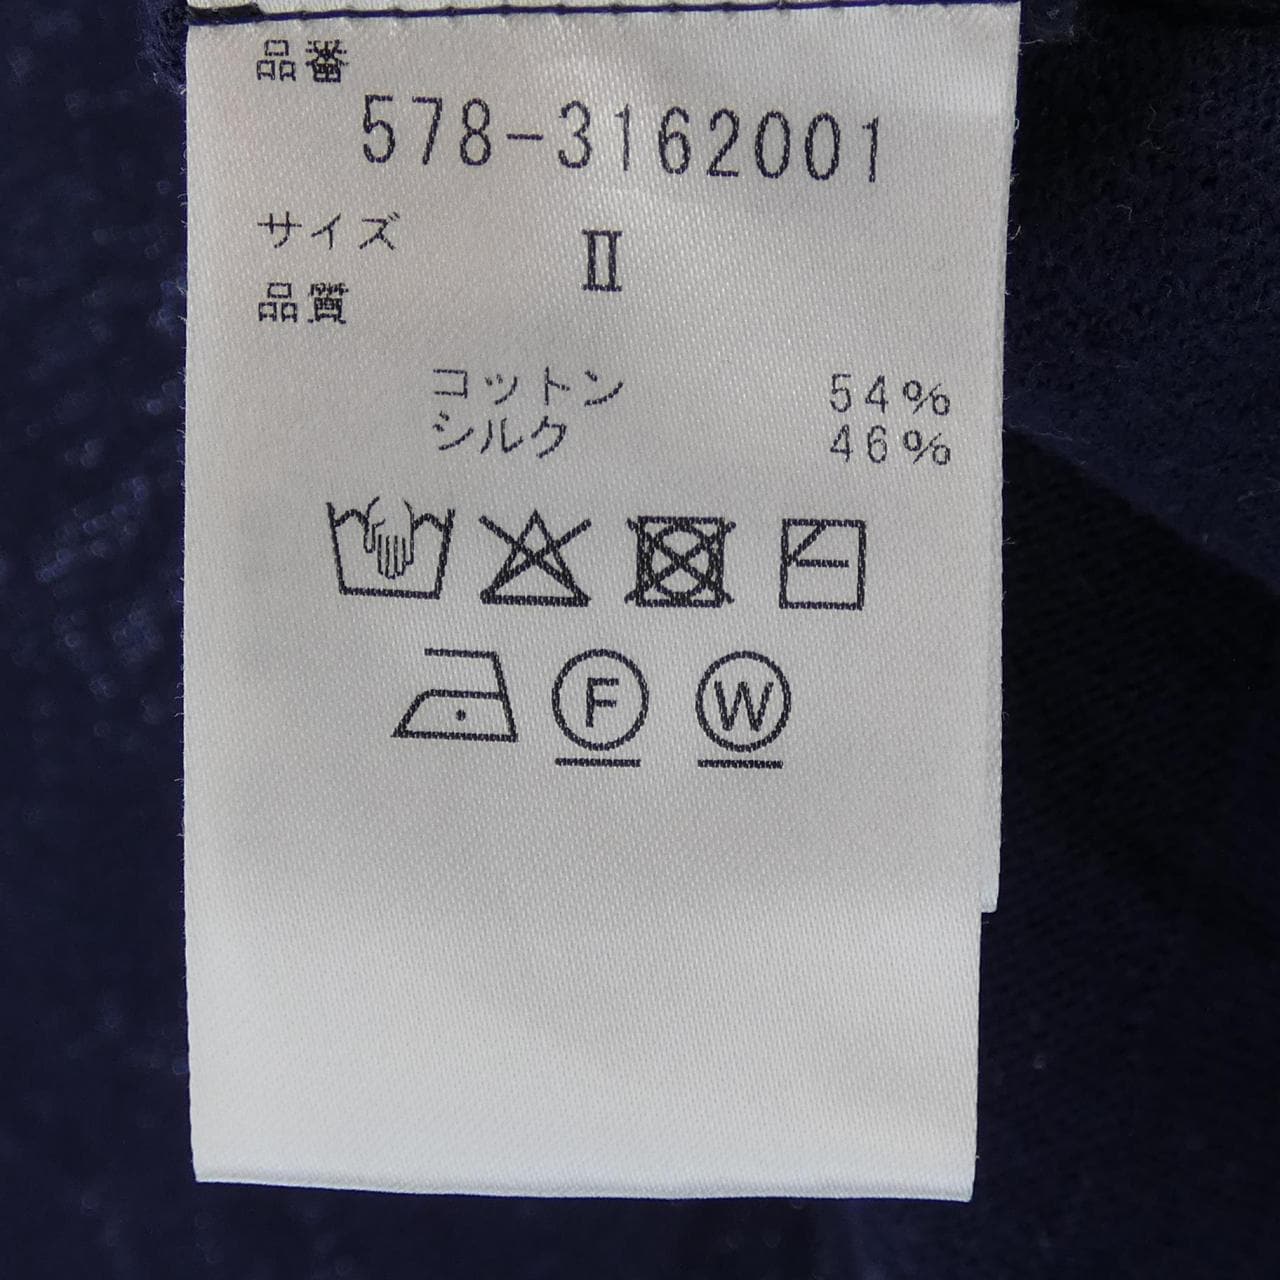 品番
578-3162001
サイズ II
品質
コットン 54%
シルク 46%
F W